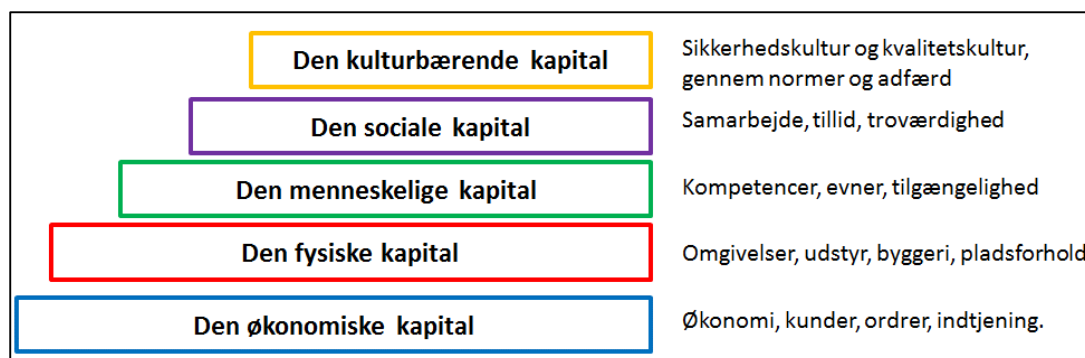 Den kulturbærende kapital
Sikkerhedskultur og kvalitetskultur,
gennem normer og adfærd
Den sociale kapital
Samarbejde, tillid, troværdighed
Den menneskelige kapital
Kompetencer, evner, tilgængelighed
Den fysiske kapital
Omgivelser, udstyr, byggeri, pladsforhold
Den økonomiske kapital
Økonomi, kunder, ordrer, indtjening.